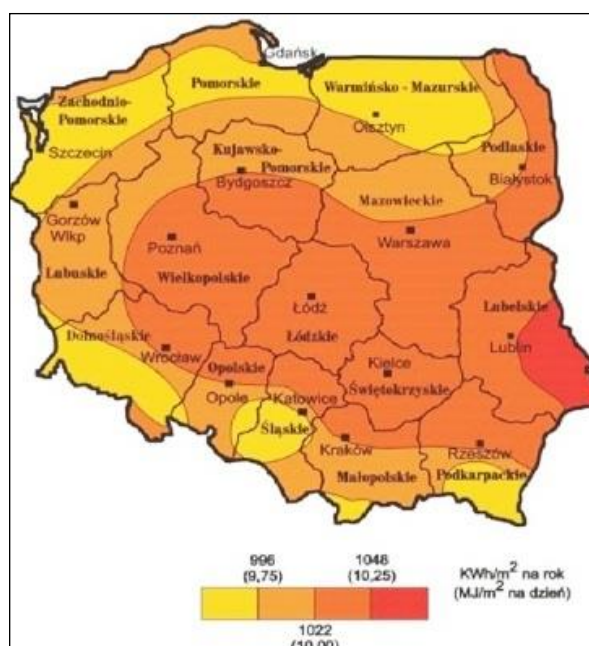 Gdańsk
Pomorskie
Warmińsko - Mazurskie
Zachodnio-
Pomorskie
Olsztyn
Szczecin
Kujawsko-
Pomorskie
Bydgoszcz
Podlaskie
Białystok
Mazowieckie
Gorzów
Wlkp
Poznań
Warszawa
Lubuskie
Wielkopolskie
Łódź
Łódzkie
Lubelskie
Lublin
Dolnośląskie
Wrocław
Opolskie
Opole
Kielce
Świętokrzyskie
Katowice
Śląskie
Kraków
Rzeszów
Małopolskie
Podkarpackie
996
(9,75)
1048
(10,25)
KWh/m² na rok
(MJ/m² na dzień)
1022